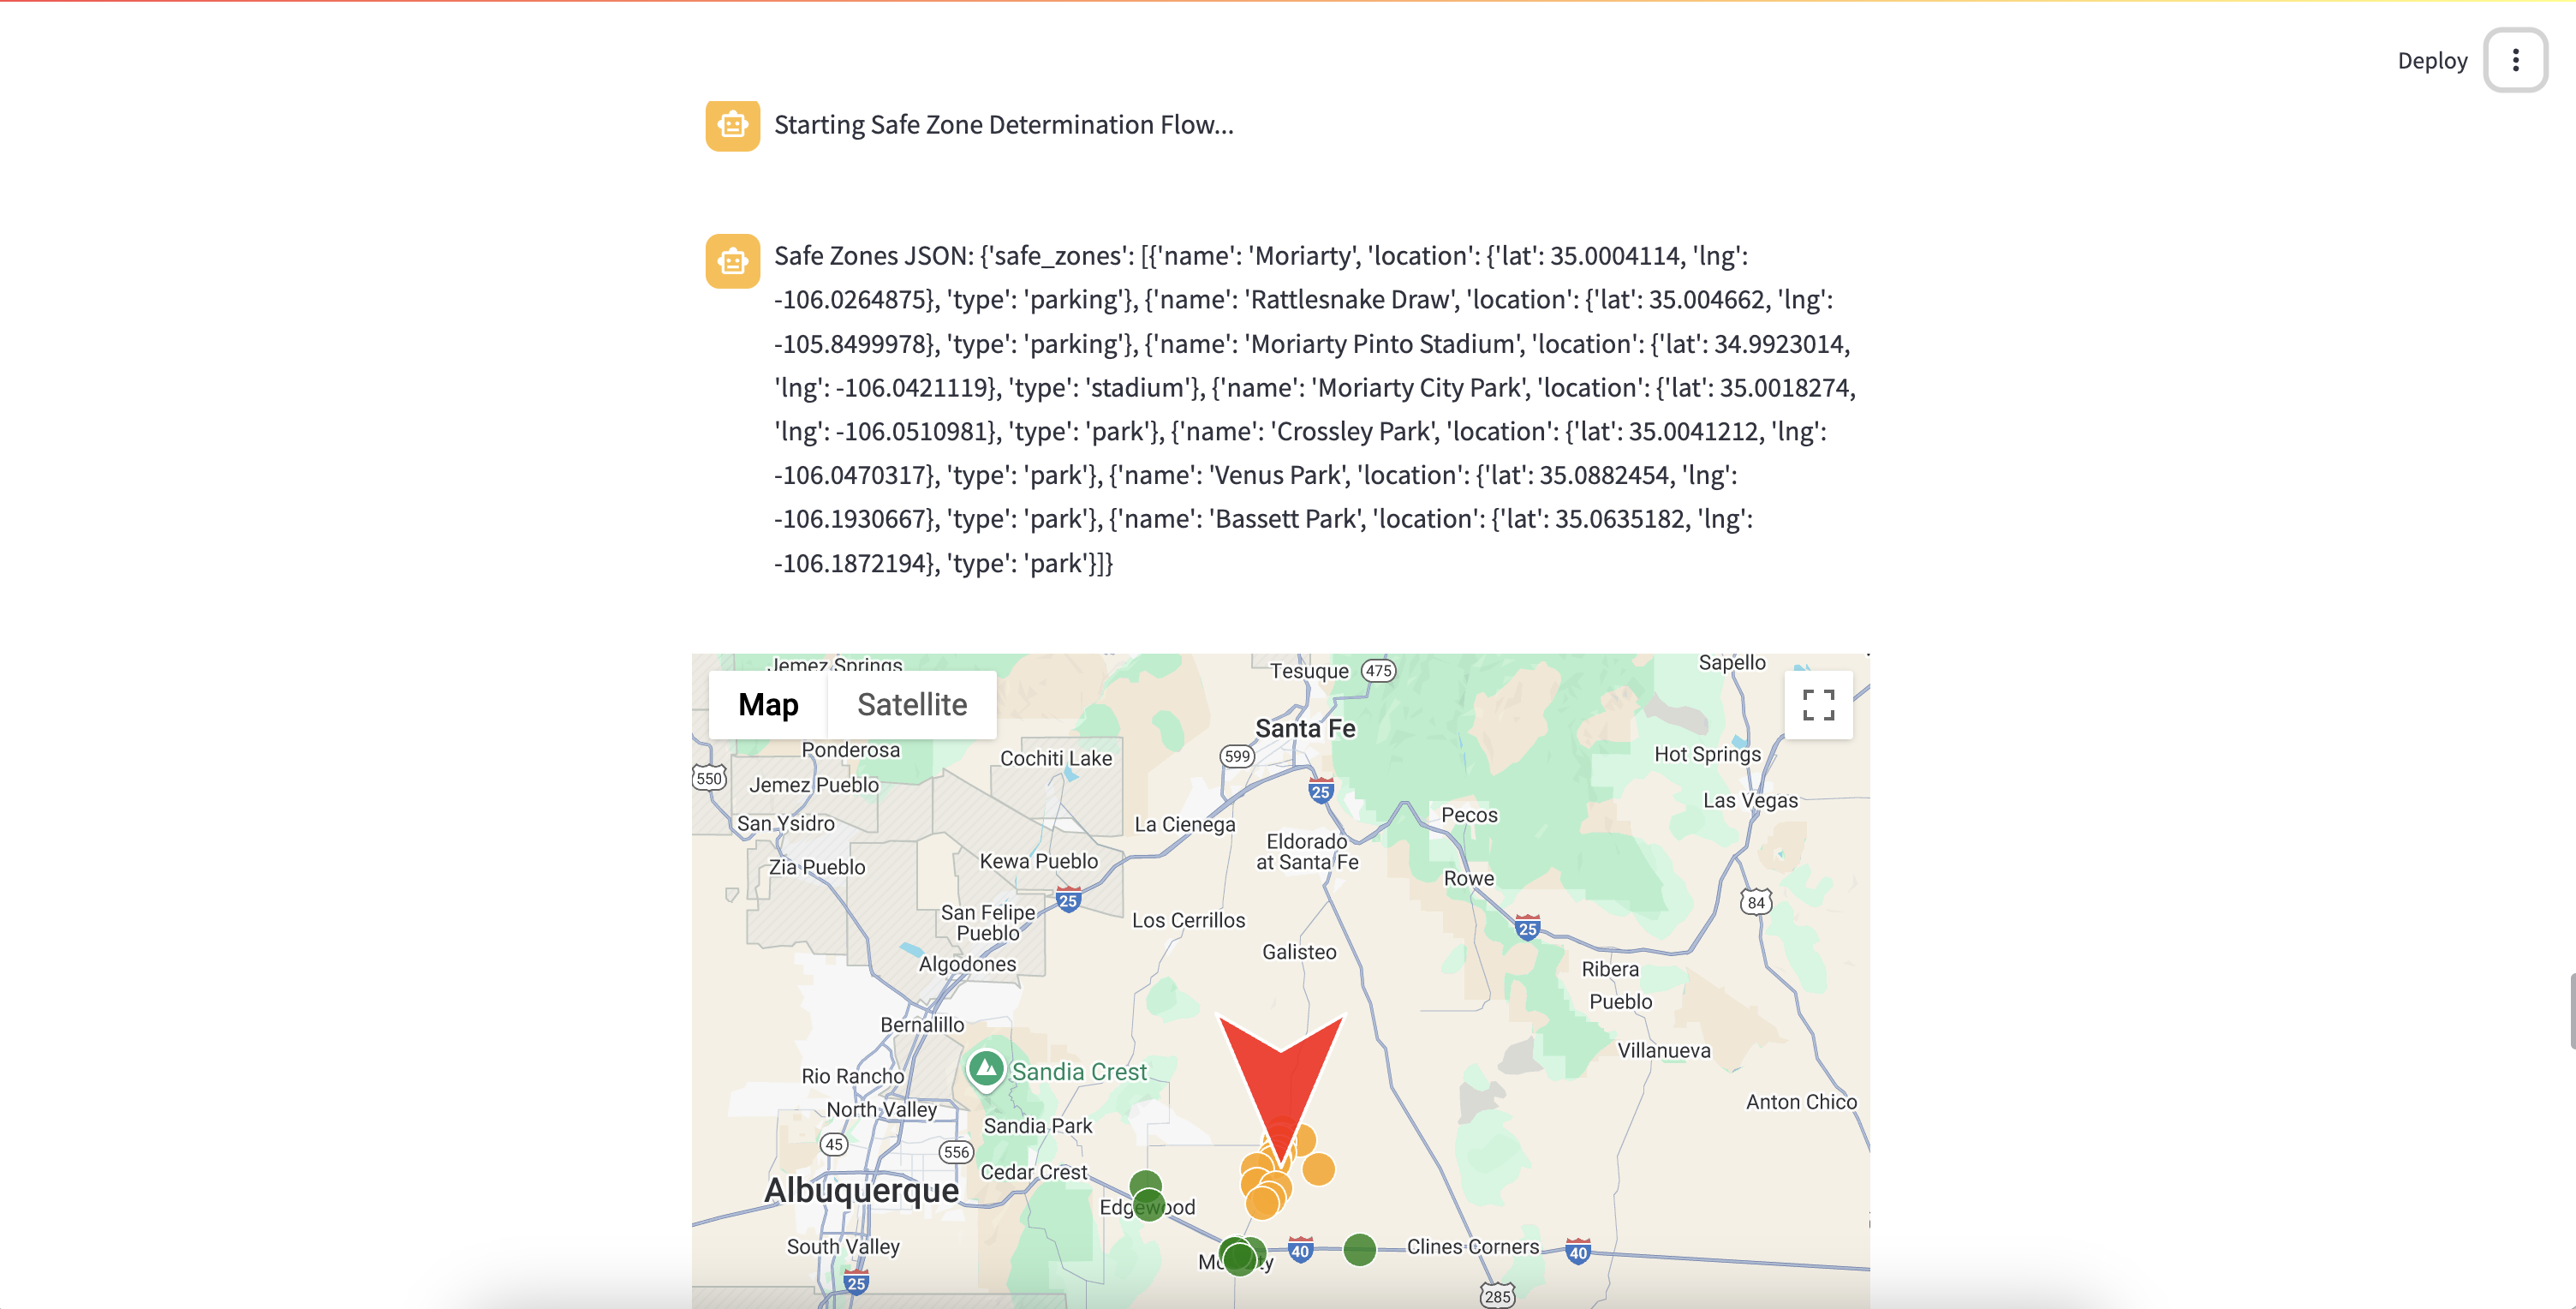 Deploy
Starting Safe Zone Determination Flow...
Safe Zones JSON: {'safe_zones': [{'name': 'Moriarty', 'location': {'lat': 35.0004114, 'lng':
-106.0264875}, 'type': 'parking'}, {'name': 'Rattlesnake Draw', 'location': {'lat': 35.004662, 'lng':
-105.8499978}, 'type': 'parking'}, {'name': 'Moriarty Pinto Stadium', 'location': {'lat': 34.9923014,
'lng': -106.0421119}, 'type': 'stadium'}, {'name': 'Moriarty City Park', 'location': {'lat': 35.0018274,
'lng': -106.0510981}, 'type': 'park'}, {'name': 'Crossley Park', 'location': {'lat': 35.0041212, 'lng':
-106.0470317}, 'type': 'park'}, {'name': 'Venus Park', 'location': {'lat': 35.0882454, 'lng':
-106.1930667}, 'type': 'park'}, {'name': 'Bassett Park', 'location': {'lat': 35.0635182, 'lng':
-106.1872194}, 'type': 'park'}]}
Jemez Springs
Tesuque
475
Sapello
Map
Satellite
Santa Fe
Ponderosa
Cochiti Lake
599
Hot Springs
550
Jemez Pueblo
25
Las Vegas
San Ysidro
La Cienega
Pecos
Eldorado
at Santa Fe
Zia Pueblo
Kewa Pueblo
Rowe
25
84
San Felipe
Pueblo
Los Cerrillos
25
Galisteo
Algodones
Ribera
Pueblo
Bernalillo
Villanueva
Sandia Crest
Rio Rancho
North Valley
Anton Chico
Sandia Park
45
556
Cedar Crest
Albuquerque
Edgewood
South Valley
40
Clines Corners
40
25
285